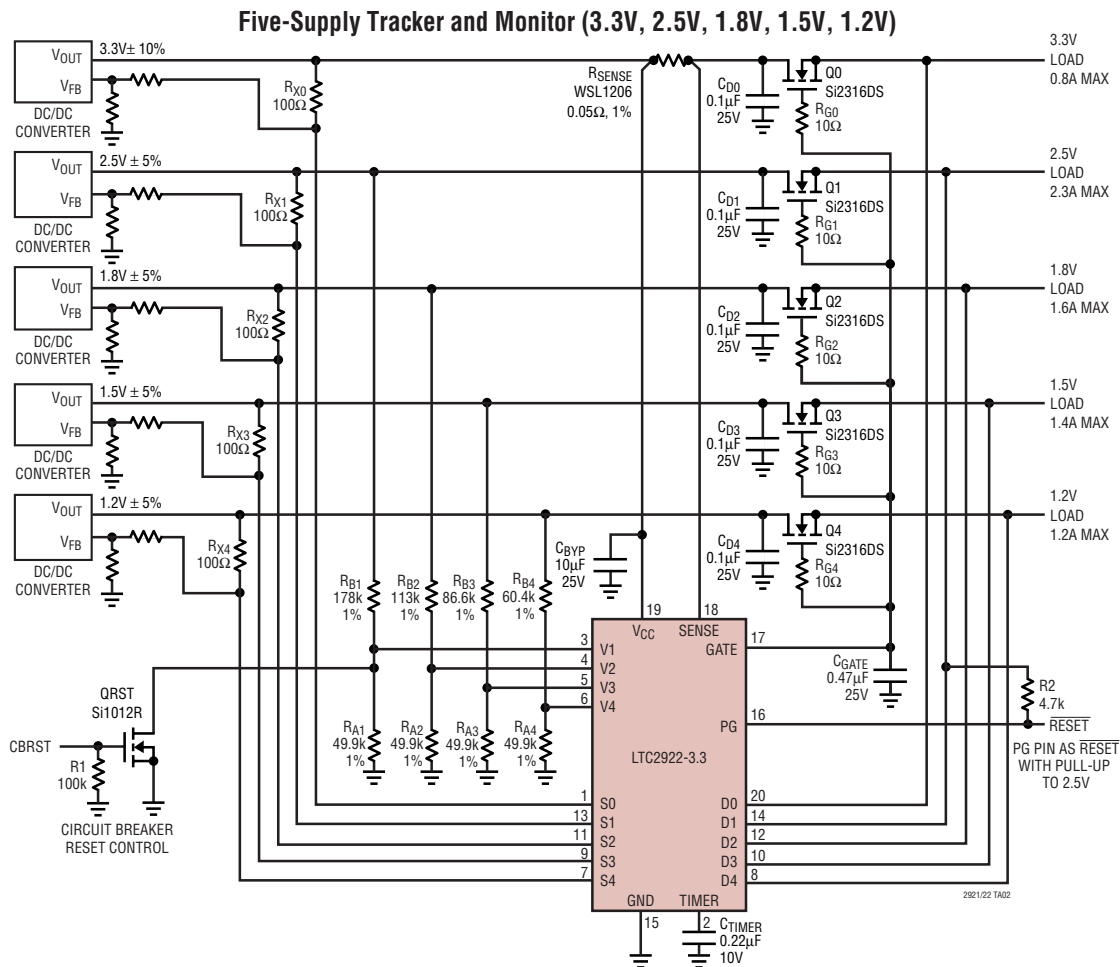 Five-Supply Tracker and Monitor (3.3V, 2.5V, 1.8V, 1.5V, 1.2V)
VOUT
3.3V± 10%
VFB
DC/DC
CONVERTER
RX0
100Ω
RSENSE
WSL1206
0.05Ω, 1%
CD0
0.1µF
25V
Q0
Si2316DS
RG0
10Ω
3.3V
LOAD
0.8A MAX
VOUT
2.5V ± 5%
VFB
DC/DC
CONVERTER
RX1
100Ω
CD1
0.1µF
25V
Q1
Si2316DS
RG1
10Ω
2.5V
LOAD
2.3A MAX
VOUT
1.8V ± 5%
VFB
DC/DC
CONVERTER
RX2
100Ω
CD2
0.1µF
25V
Q2
Si2316DS
RG2
10Ω
1.8V
LOAD
1.6A MAX
VOUT
1.5V ± 5%
VFB
DC/DC
CONVERTER
RX3
100Ω
CD3
0.1µF
25V
Q3
Si2316DS
RG3
10Ω
1.5V
LOAD
1.4A MAX
VOUT
1.2V ± 5%
VFB
DC/DC
CONVERTER
RX4
100Ω
CD4
0.1µF
25V
Q4
Si2316DS
RG4
10Ω
1.2V
LOAD
1.2A MAX
CBYP
10µF
25V
RB1
178k
1%
RB2
113k
1%
RB3
86.6k
1%
RB4
60.4k
1%
RA1
49.9k
1%
RA2
49.9k
1%
RA3
49.9k
1%
RA4
49.9k
1%
QRST
Si1012R
CBRST
R1
100k
CIRCUIT BREAKER
RESET CONTROL
19
18
VCC
SENSE
3
V1
4
V2
5
V3
6
V4
GATE
17
PG
16
LTC2922-3.3
1
S0
13
S1
11
S2
9
S3
7
S4
D0
20
D1
14
D2
12
D3
10
D4
8
GND
TIMER
15
2
CTIMER
0.22µF
10V
CGATE
0.47µF
25V
R2
4.7k
RESET
PG PIN AS RESET
WITH PULL-UP
TO 2.5V
2921/22 TA02